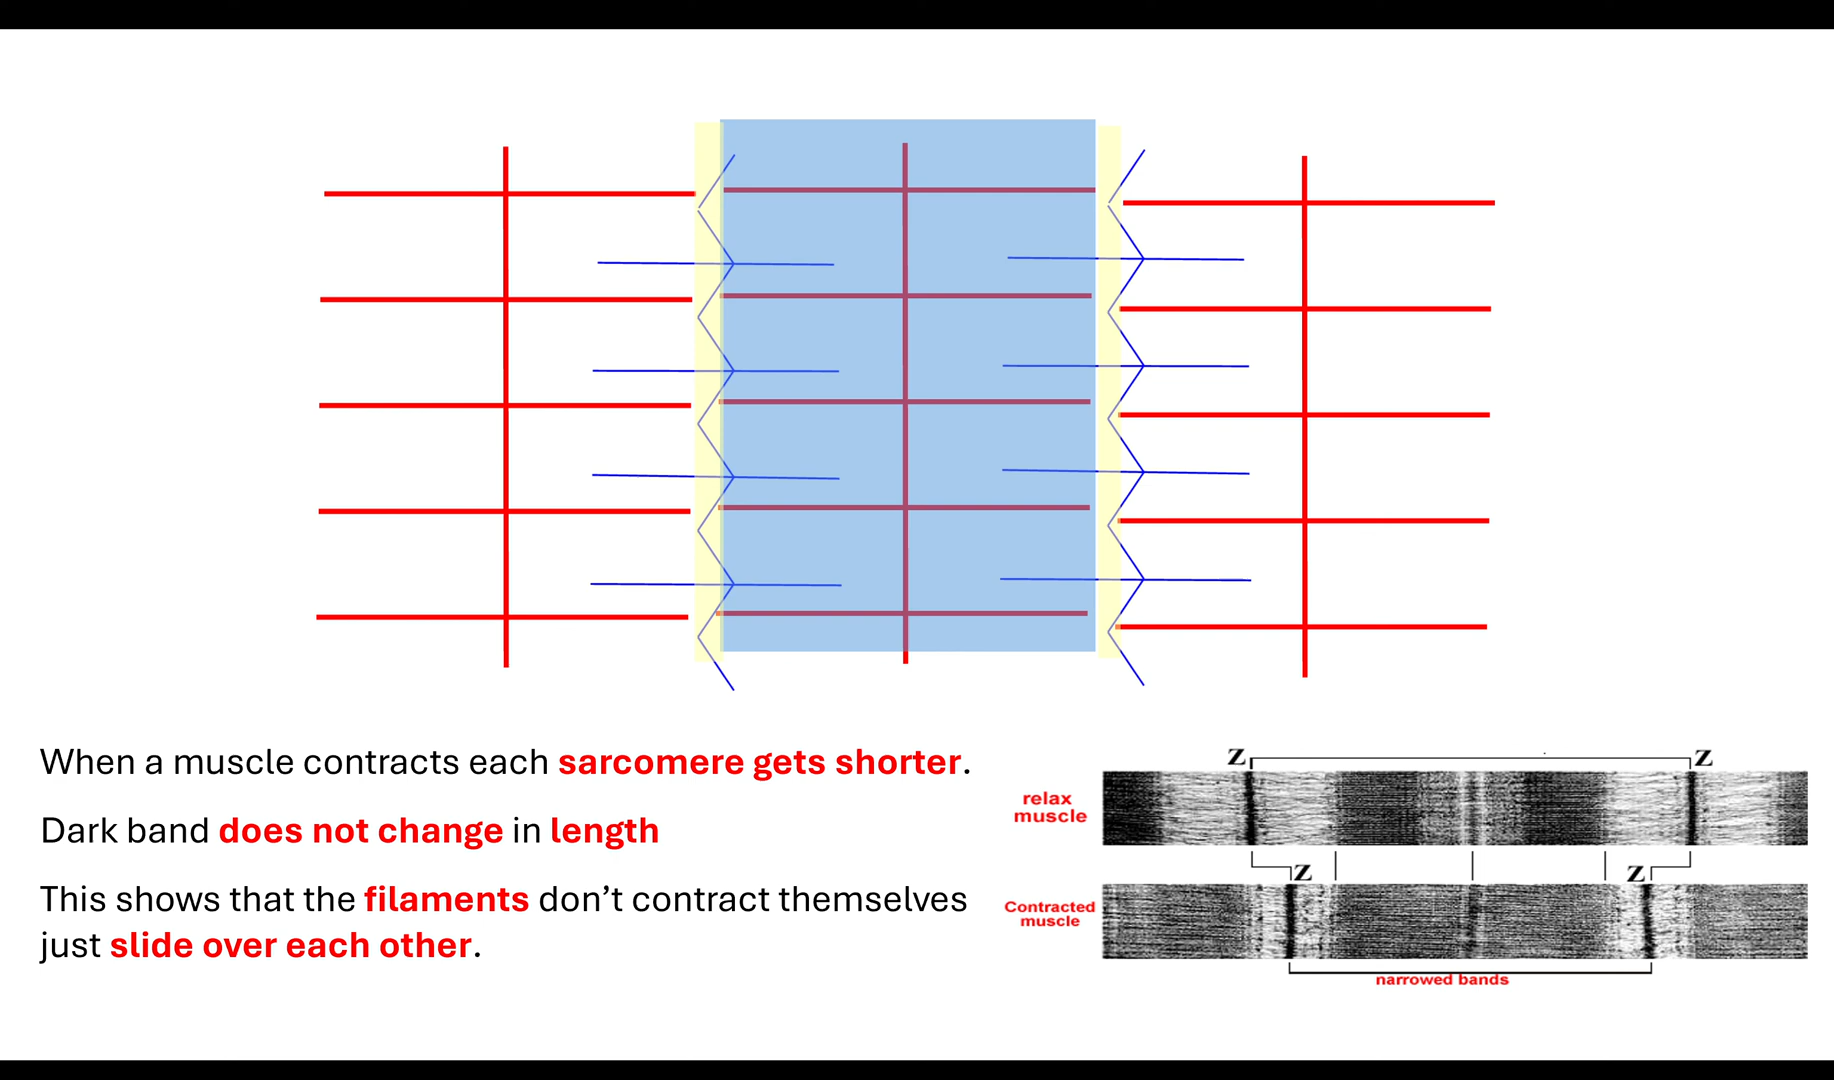 When a muscle contracts each sarcomere gets shorter.
Dark band does not change in length
This shows that the filaments don’t contract themselves
just slide over each other.
Z Z
relax
muscle
Z Z
Contracted
muscle
narrowed bands